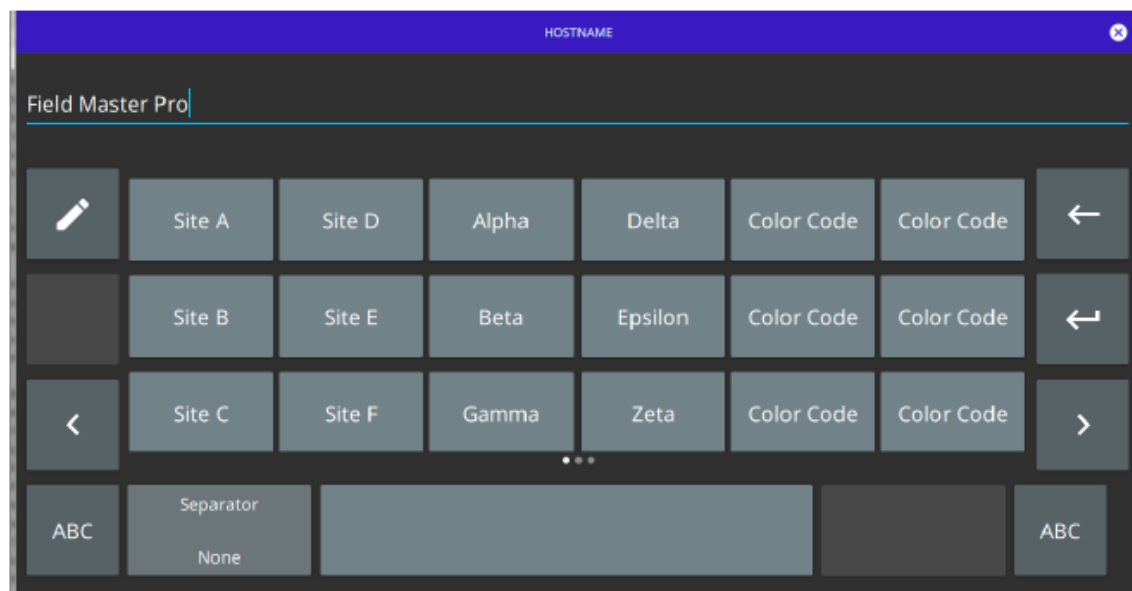 HOSTNAME
Field Master Pro
Site A Site D Alpha Delta Color Code Color Code
Site B Site E Beta Epsilon Color Code Color Code
Site C Site F Gamma Zeta Color Code Color Code
ABC Separator None ABC